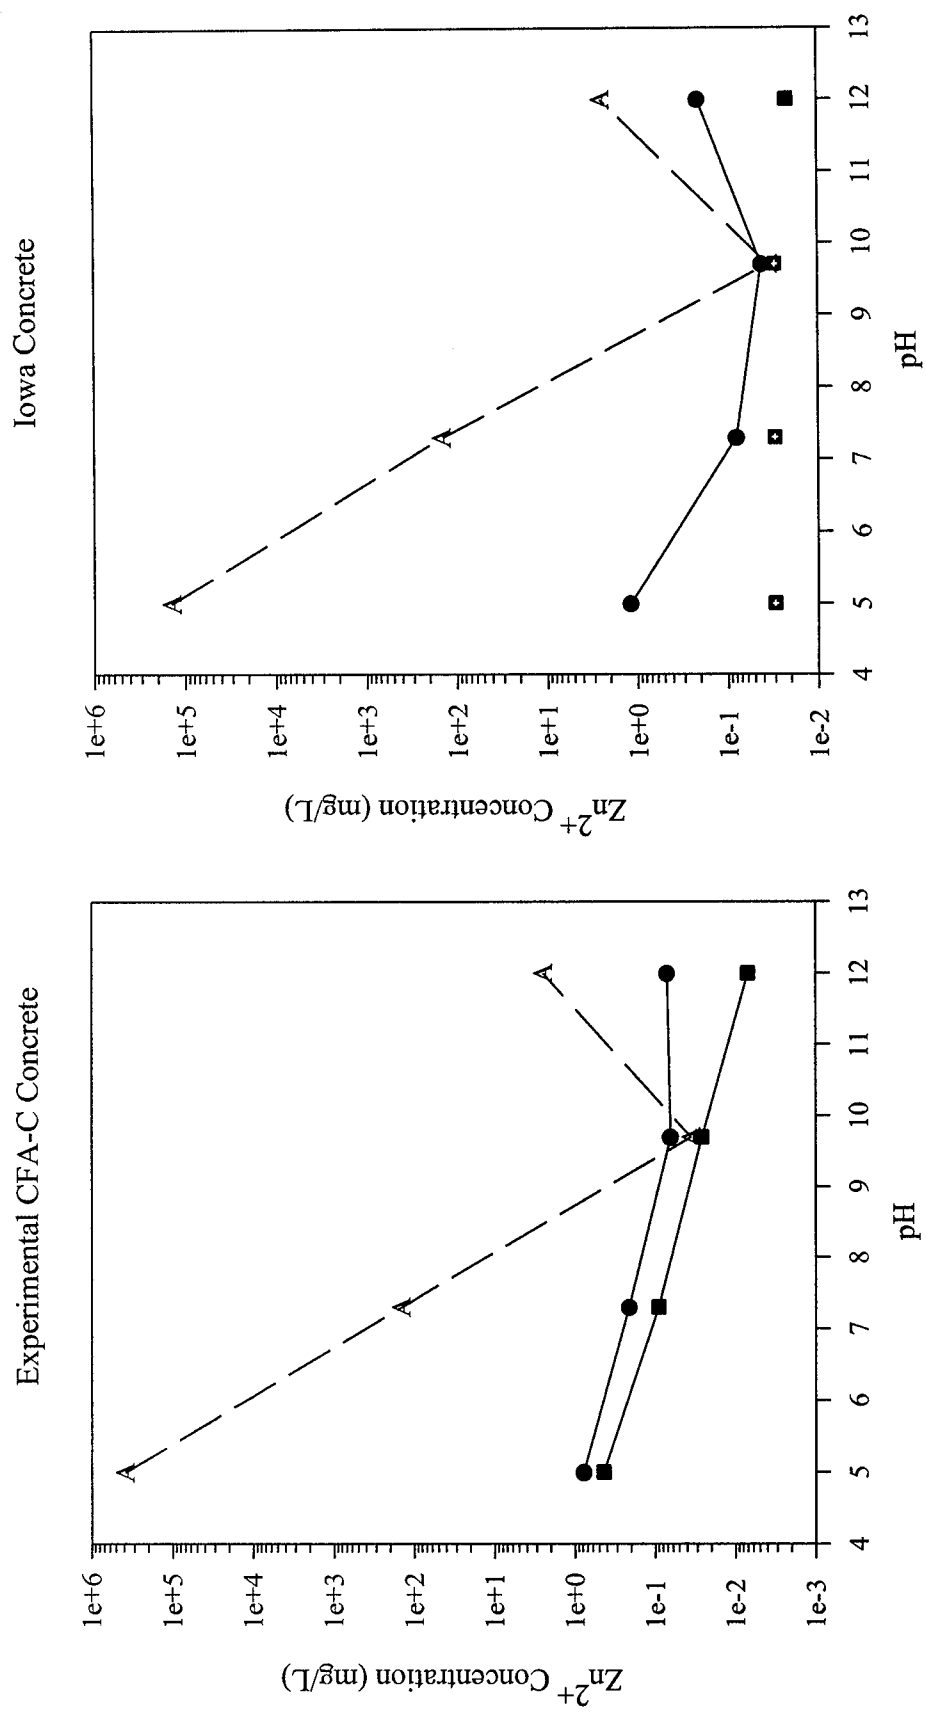 Experimental CFA-C Concrete
Zn2+ Concentration (mg/L)
1e+6
1e+5
1e+4
1e+3
1e+2
1e+1
1e+0
1e-1
1e-2
1e-3
4 5 6 7 8 9 10 11 12 13
pH
A
A
A
Iowa Concrete
Zn2+ Concentration (mg/L)
1e+6
1e+5
1e+4
1e+3
1e+2
1e+1
1e+0
1e-1
1e-2
4 5 6 7 8 9 10 11 12 13
pH
A
A
A